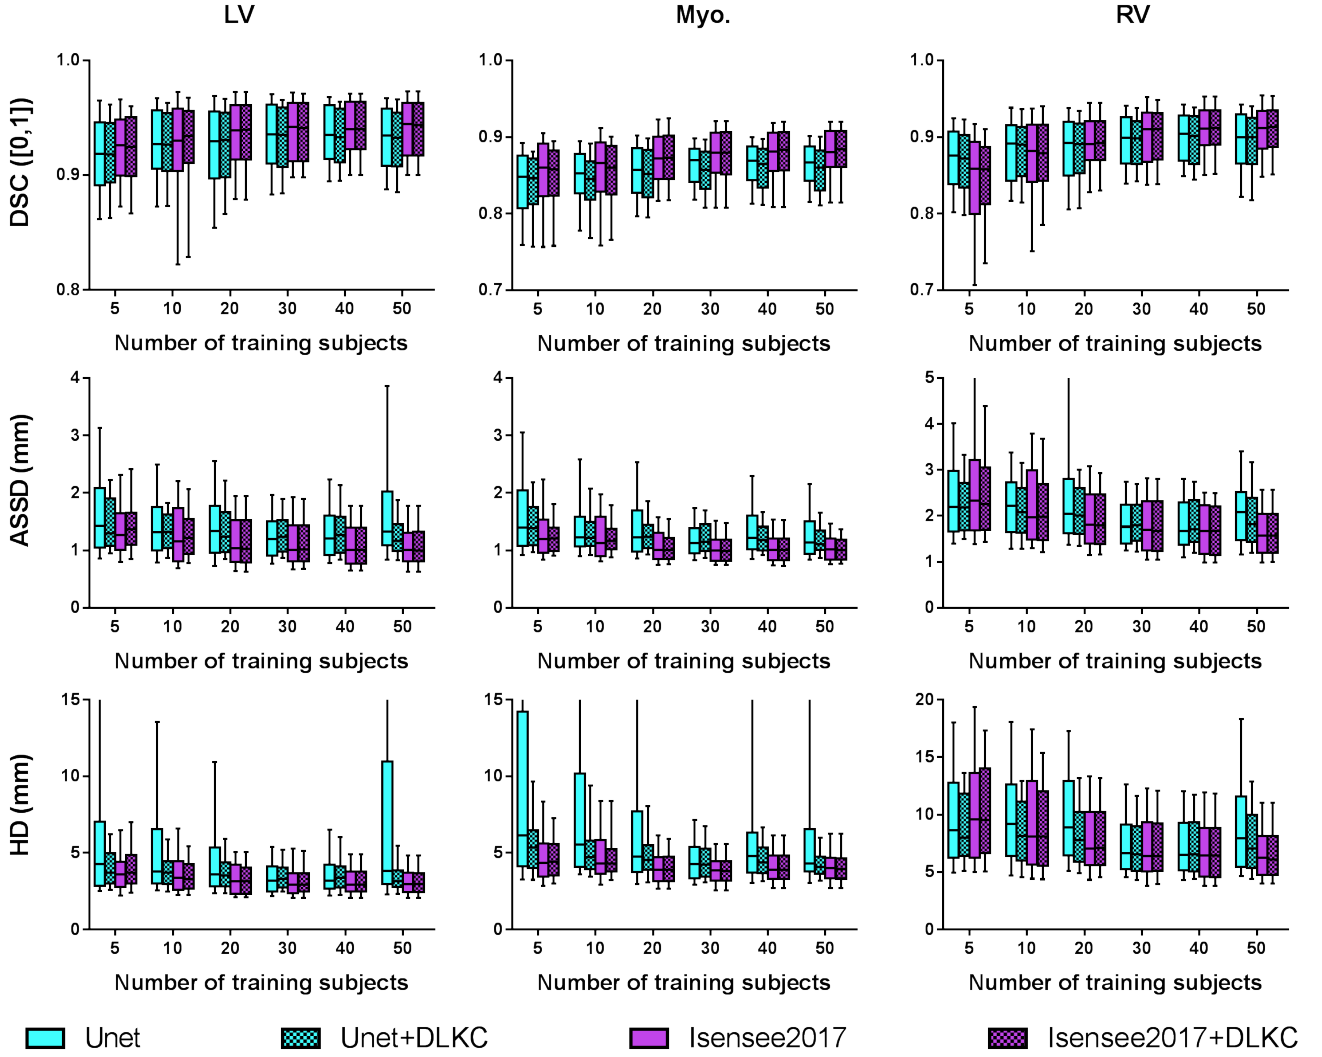 LV Myo. RV
DSC ([0,1])
1.0 0.9 0.8
5 10 20 30 40 50
Number of training subjects
1.0 0.9 0.8 0.7
5 10 20 30 40 50
Number of training subjects
1.0 0.9 0.8 0.7
5 10 20 30 40 50
Number of training subjects
ASSD (mm)
4 3 2 1 0
5 10 20 30 40 50
Number of training subjects
4 3 2 1 0
5 10 20 30 40 50
Number of training subjects
5 4 3 2 1 0
5 10 20 30 40 50
Number of training subjects
HD (mm)
15 10 5 0
5 10 20 30 40 50
Number of training subjects
15 10 5 0
5 10 20 30 40 50
Number of training subjects
20 15 10 5 0
5 10 20 30 40 50
Number of training subjects
Unet Unet+DLKC Isensee2017 Isensee2017+DLKC